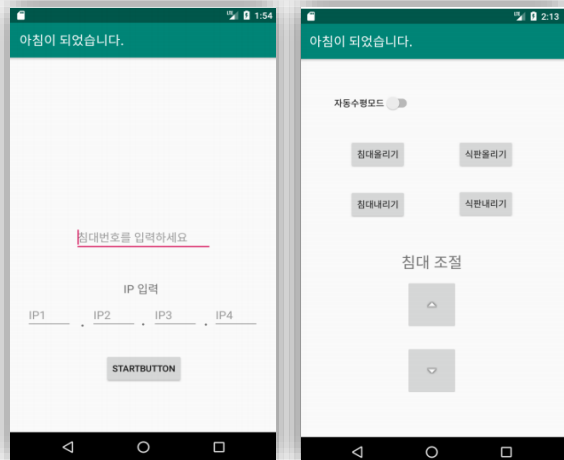 1:54
아침이 되었습니다.
침대번호를 입력하세요
IP 입력
IP1 . IP2 . IP3 . IP4
STARTBUTTON
2:13
아침이 되었습니다.
자동수평모드
침대올리기 식판올리기
침대내리기 식판내리기
침대 조절